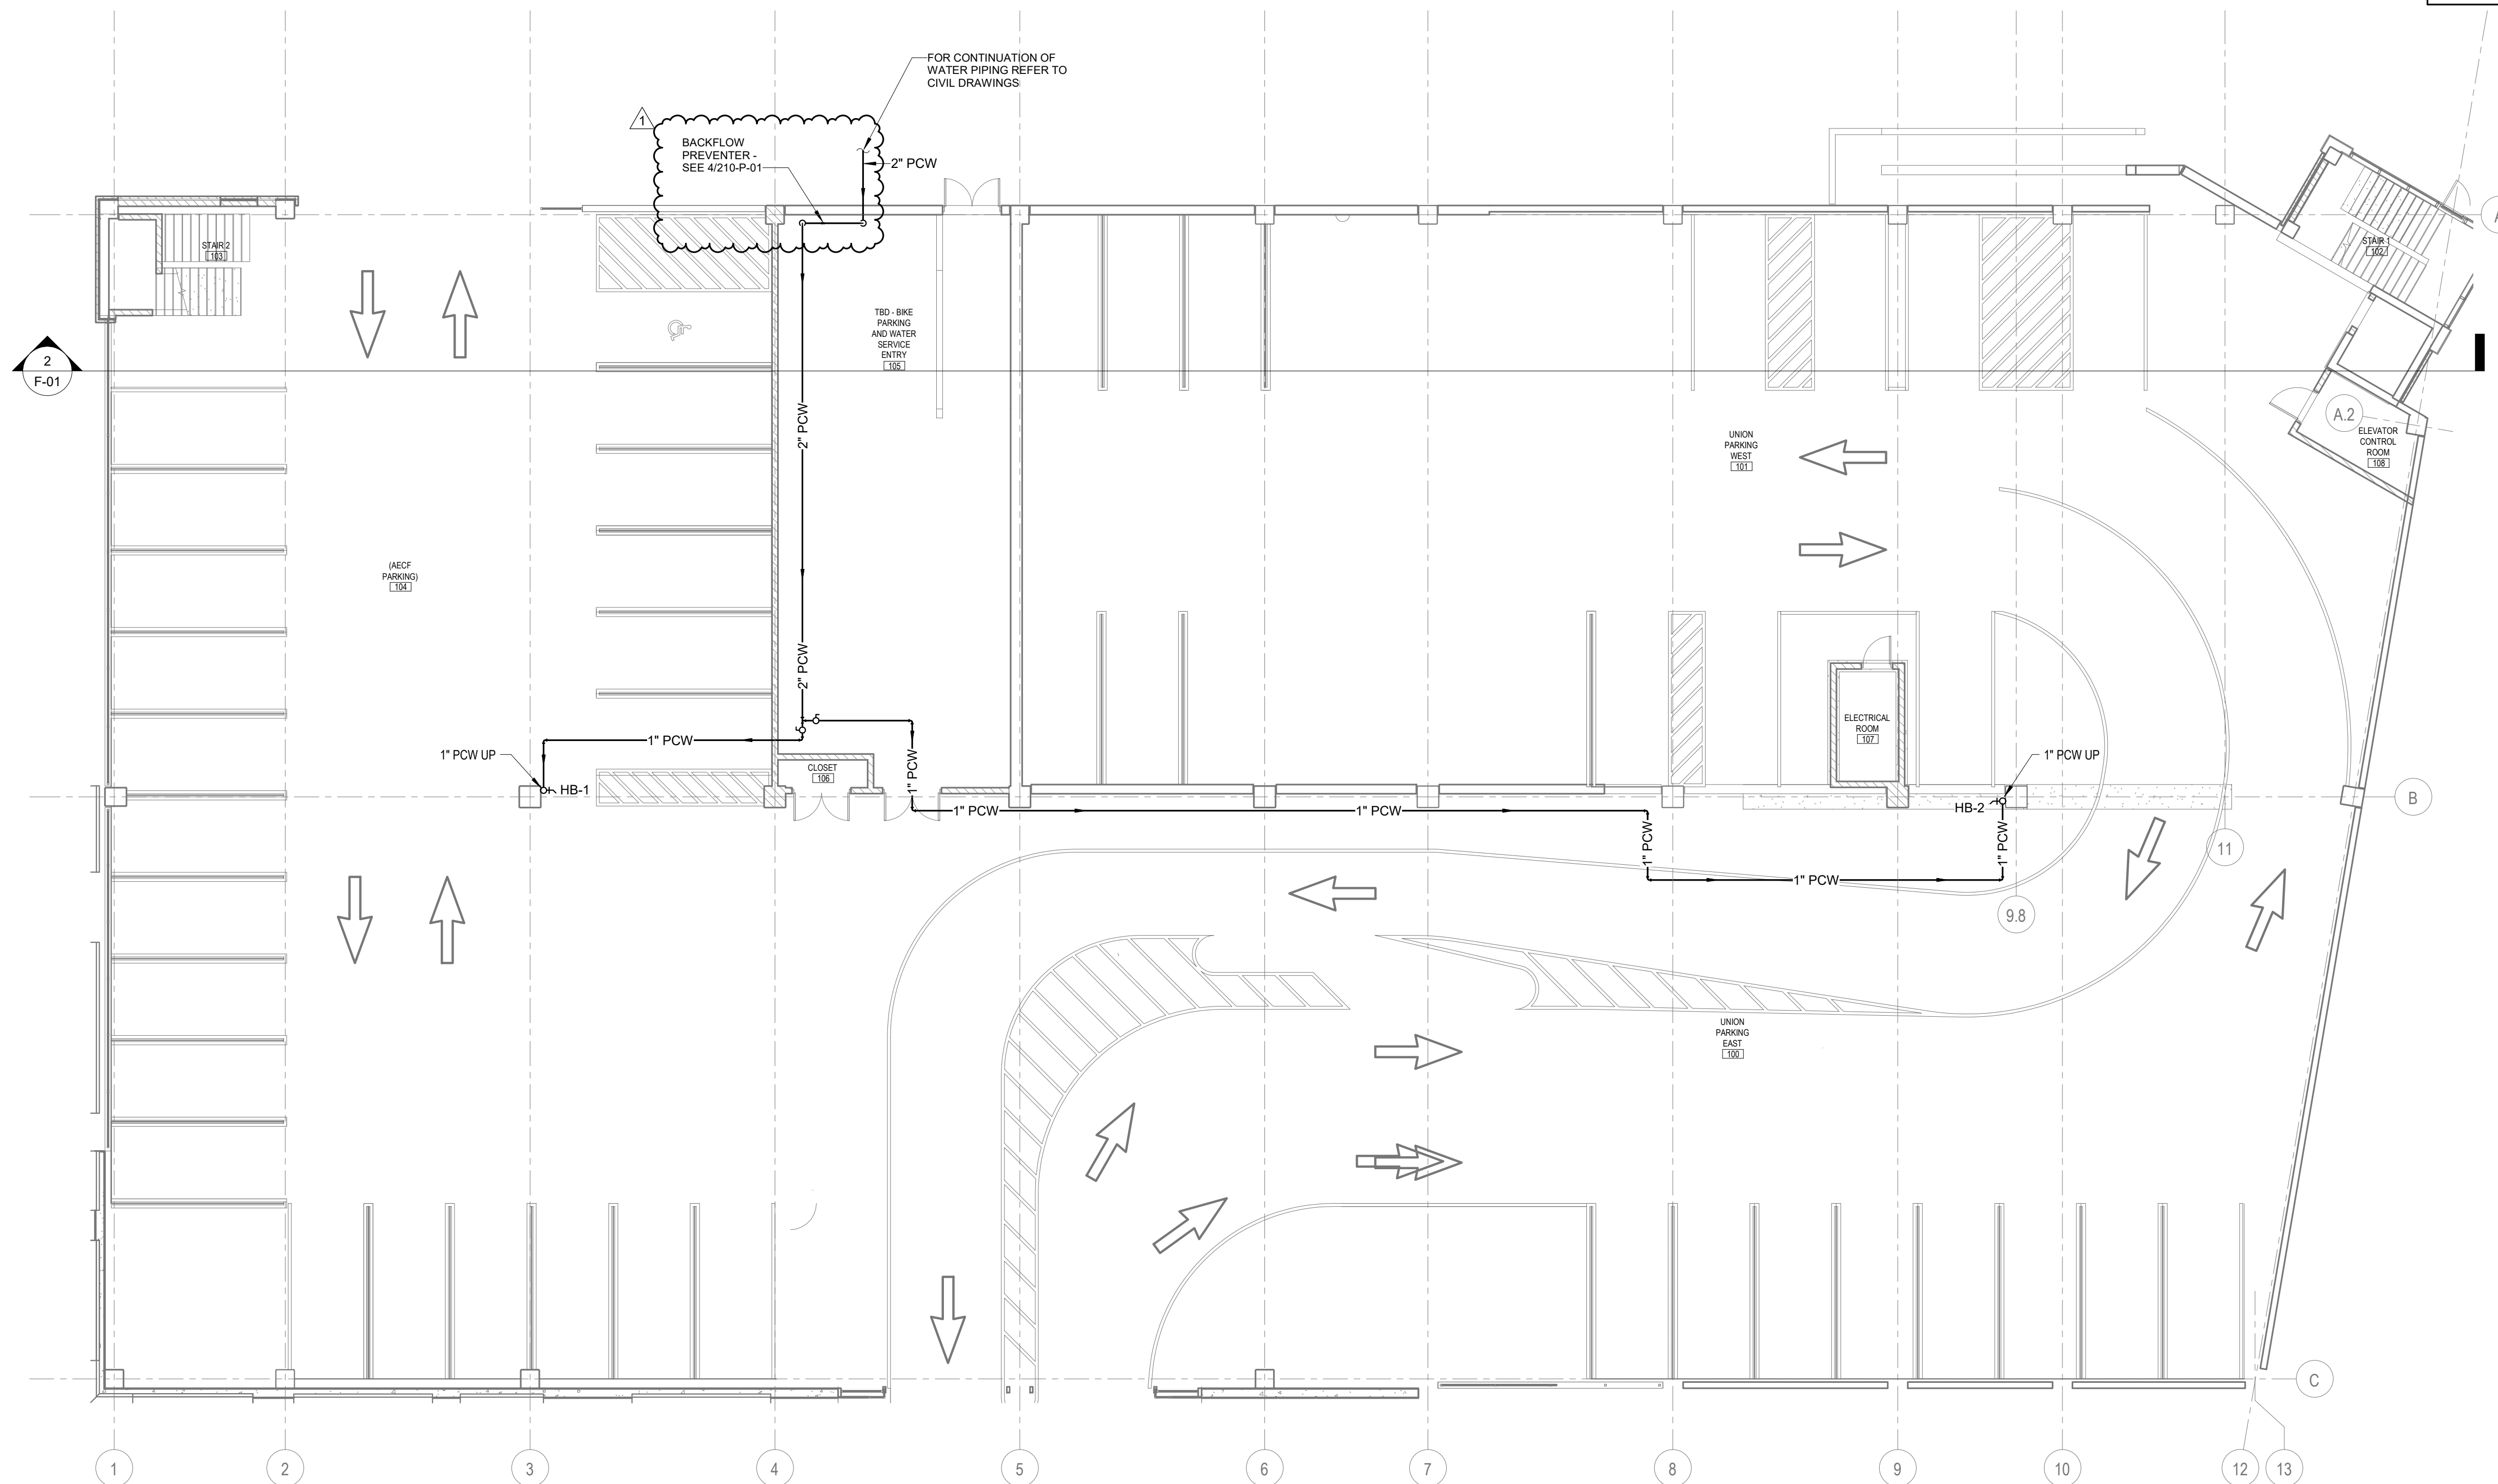 FOR CONTINUATION OF
WATER PIPING REFER TO
CIVIL DRAWINGS
1
BACKFLOW
PREVENTER -
SEE 4/210-P-01
2" PCW
A
STAIR 2
103
STAIR 1
102
TBD - BIKE
PARKING
AND WATER
SERVICE
ENTRY
105
2
F-01
2" PCW
A.2
UNION
PARKING
WEST
101
ELEVATOR
CONTROL
ROOM
108
(AECF
PARKING)
104
2" PCW
ELECTRICAL
ROOM
107
1" PCW
1" PCW UP
1" PCW UP
CLOSET
106
1" PCW
HB-1
HB-2
B
1" PCW
1" PCW
1" PCW
1" PCW
11
1" PCW
9.8
UNION
PARKING
EAST
100
C
1
2
3
4
5
6
7
8
9
10
12
13